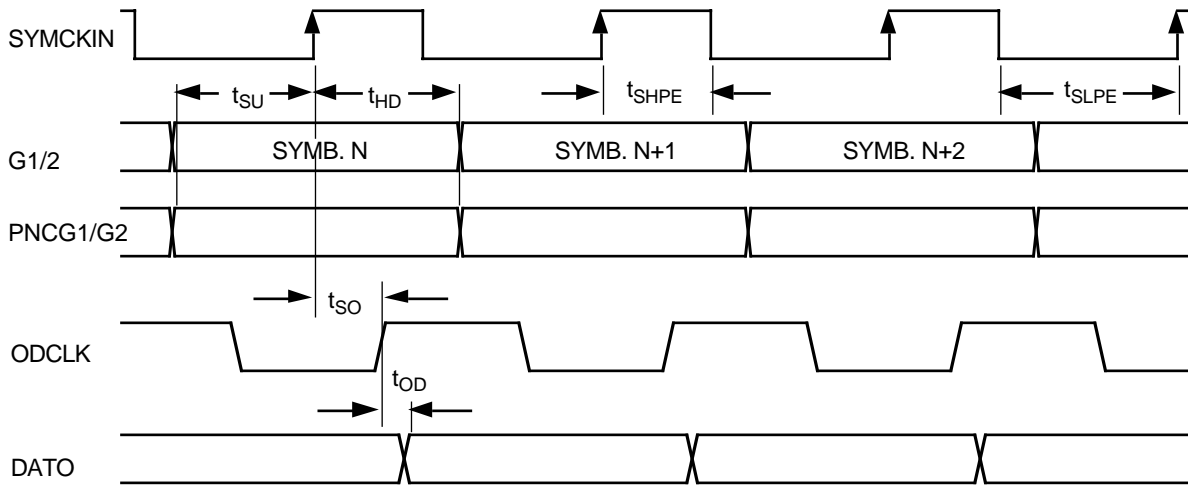 SYMCKIN
tSU
tHD
tSHPE
tSLPE
G1/2
SYMB. N
SYMB. N+1
SYMB. N+2
PNCG1/G2
tSO
ODCLK
tOD
DATO